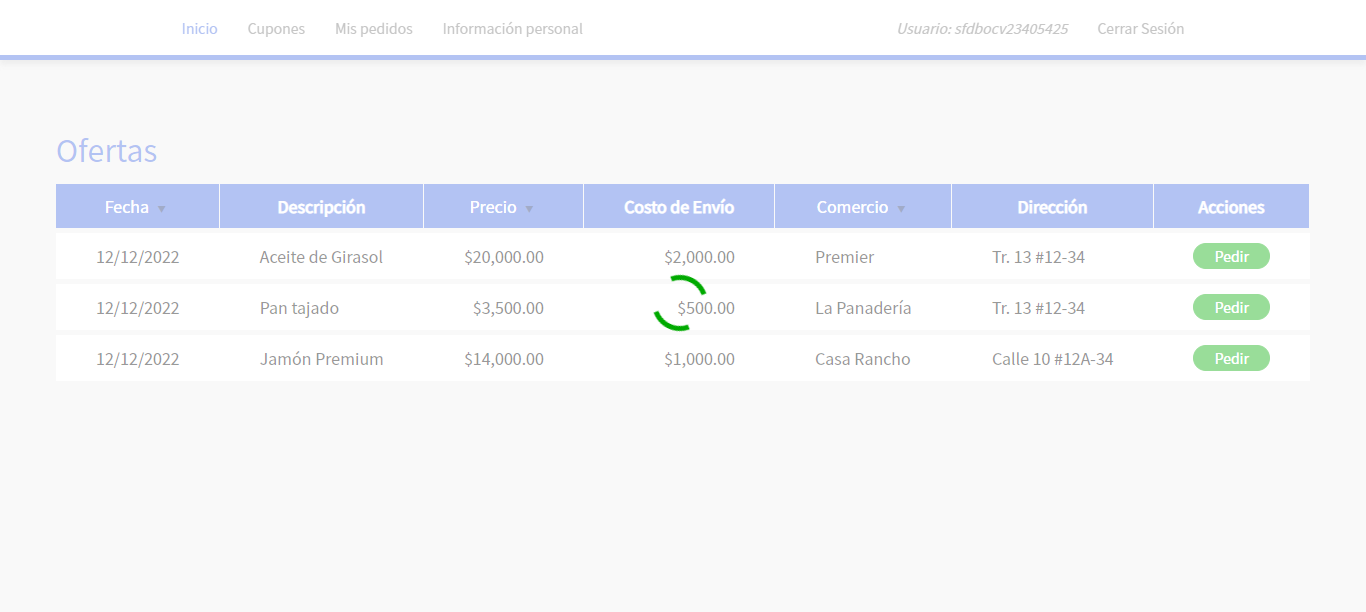 Inicio Cupones Mis pedidos Información personal Usuario: sfdbocv23405425 Cerrar Sesión
Ofertas
Fecha Descripción Precio Costo de Envío Comercio Dirección Acciones
12/12/2022 Aceite de Girasol $20,000.00 $2,000.00 Premier Tr. 13 #12-34 Pedir
12/12/2022 Pan tajado $3,500.00 $500.00 La Panadería Tr. 13 #12-34 Pedir
12/12/2022 Jamón Premium $14,000.00 $1,000.00 Casa Rancho Calle 10 #12A-34 Pedir